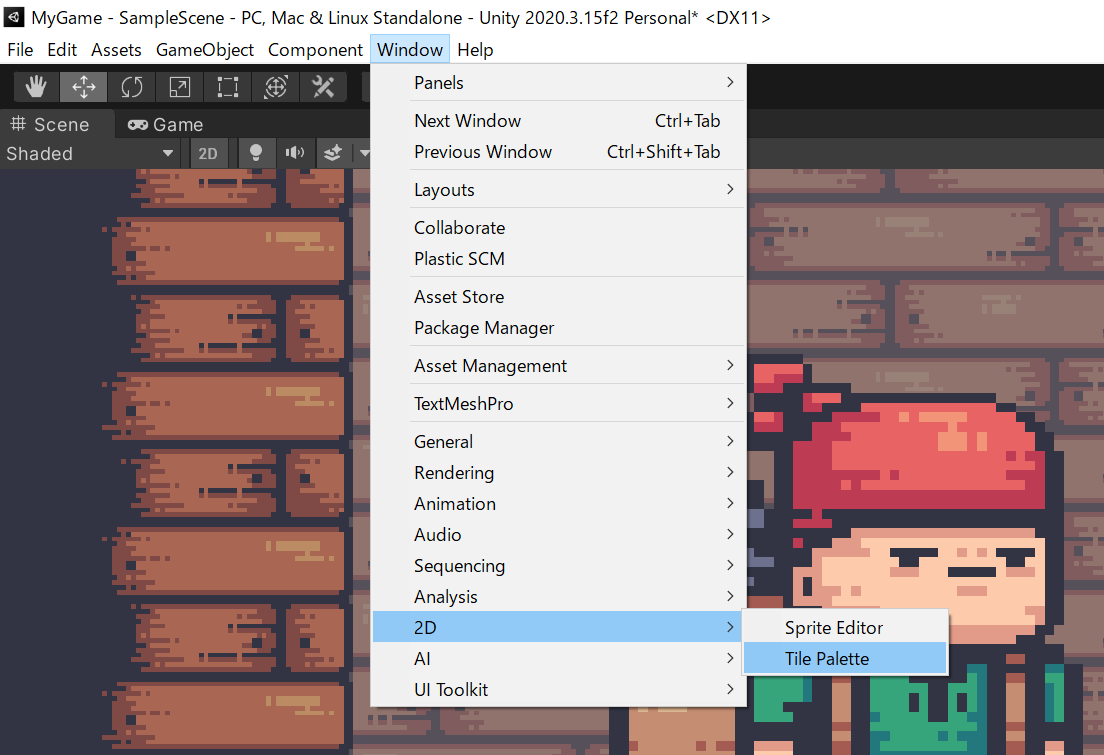 MyGame - SampleScene - PC, Mac & Linux Standalone - Unity 2020.3.15f2 Personal* <DX11>
File Edit Assets GameObject Component Window Help
Scene Game
Shaded 2D
Panels
Next Window Ctrl+Tab
Previous Window Ctrl+Shift+Tab
Layouts
Collaborate
Plastic SCM
Asset Store
Package Manager
Asset Management
TextMeshPro
General
Rendering
Animation
Audio
Sequencing
Analysis
2D
AI
UI Toolkit
Sprite Editor
Tile Palette